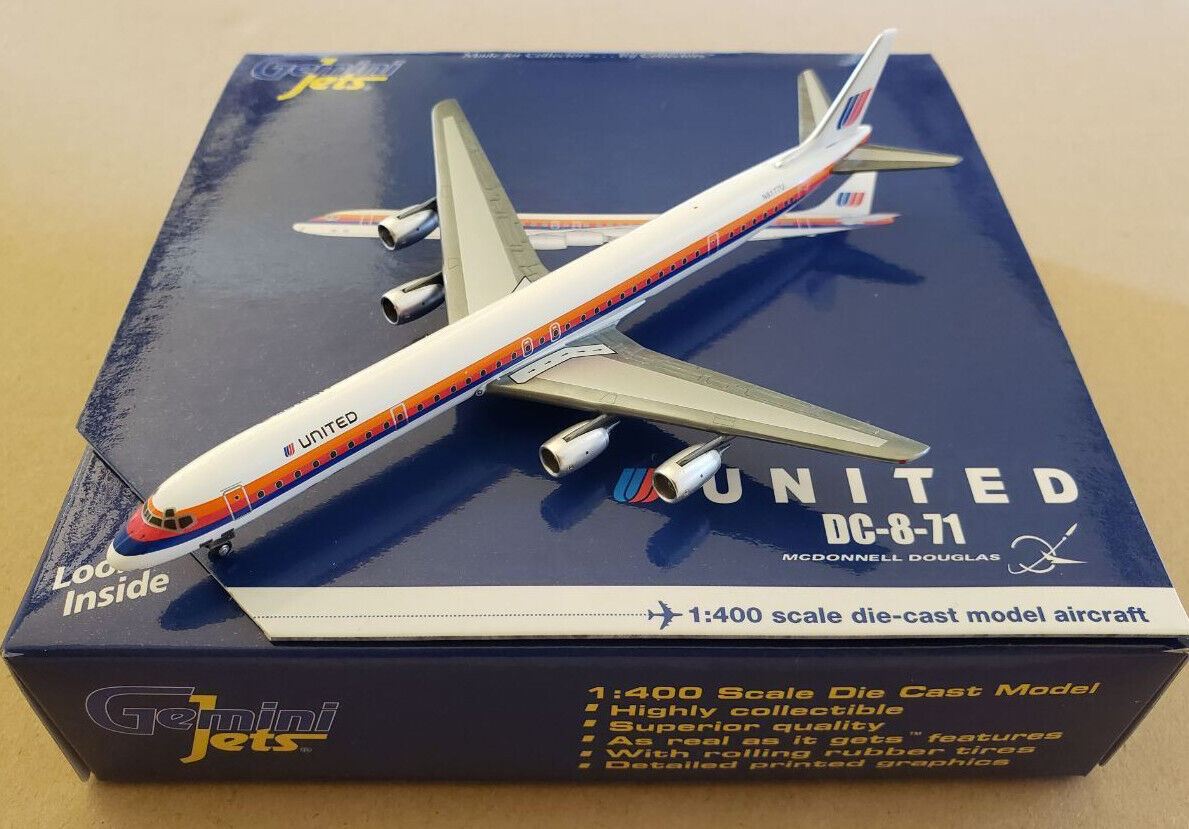 Gemini
Jets
Made for Collectors . . . by Collectors
UNITED
UNITED
DC-8-71
MCDONNELL DOUGLAS
Look
Inside
1:400 scale die-cast model aircraft
Gemini
Jets®
1:400 Scale Die Cast Model
▪ Highly collectible
▪ Superior quality
▪ As real as it gets™ features
▪ With rolling rubber tires
▪ Detailed printed graphics